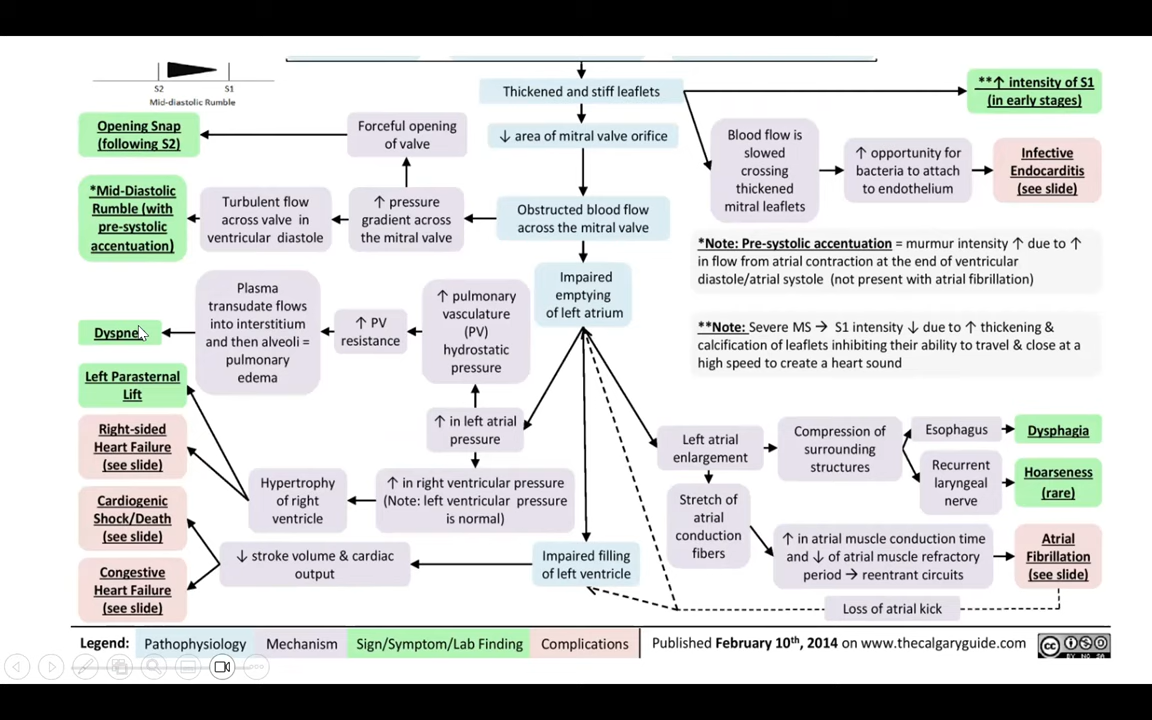 S2
S1
Mid-diastolic Rumble
Thickened and stiff leaflets
**↑ intensity of S1
(in early stages)
Opening Snap
(following S2)
Forceful opening
of valve
↓ area of mitral valve orifice
Blood flow is
slowed
crossing
thickened
mitral leaflets
↑ opportunity for
bacteria to attach
to endothelium
Infective
Endocarditis
(see slide)
*Mid-Diastolic
Rumble (with
pre-systolic
accentuation)
Turbulent flow
across valve in
ventricular diastole
↑ pressure
gradient across
the mitral valve
Obstructed blood flow
across the mitral valve
*Note: Pre-systolic accentuation = murmur intensity ↑ due to ↑
in flow from atrial contraction at the end of ventricular
diastole/atrial systole (not present with atrial fibrillation)
Impaired
emptying
of left atrium
Plasma
transudate flows
into interstitium
and then alveoli =
pulmonary
edema
↑ PV
resistance
↑ pulmonary
vasculature
(PV)
hydrostatic
pressure
**Note: Severe MS → S1 intensity ↓ due to ↑ thickening &
calcification of leaflets inhibiting their ability to travel & close at a
high speed to create a heart sound
Left Parasternal
Lift
Right-sided
Heart Failure
(see slide)
↑ in left atrial
pressure
Left atrial
enlargement
Compression of
surrounding
structures
Esophagus
Dysphagia
Recurrent
laryngeal
nerve
Hoarseness
(rare)
Hypertrophy
of right
ventricle
↑ in right ventricular pressure
(Note: left ventricular pressure
is normal)
Cardiogenic
Shock/Death
(see slide)
Stretch of
atrial
conduction
fibers
↑ in atrial muscle conduction time
and ↓ of atrial muscle refractory
period → reentrant circuits
Atrial
Fibrillation
(see slide)
↓ stroke volume & cardiac
output
Impaired filling
of left ventricle
Congestive
Heart Failure
(see slide)
Loss of atrial kick
Legend: Pathophysiology Mechanism Sign/Symptom/Lab Finding Complications
Published February 10th, 2014 on www.thecalgaryguide.com
cc